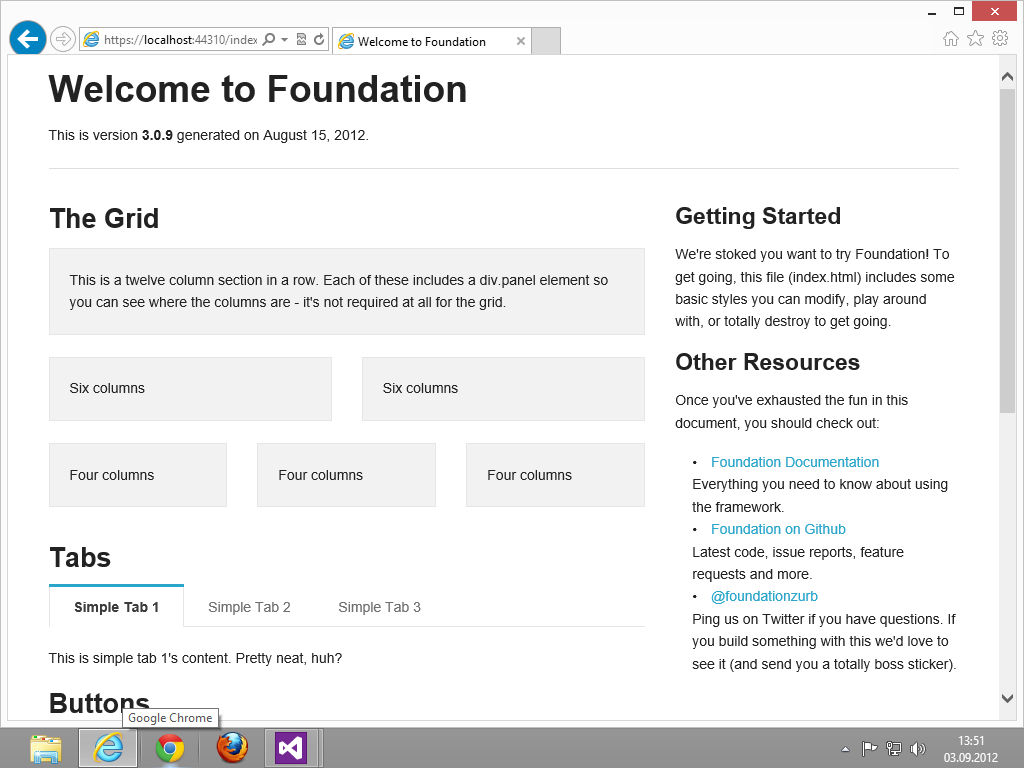 https://localhost:44310/index
Welcome to Foundation
Welcome to Foundation
This is version 3.0.9 generated on August 15, 2012.
The Grid
This is a twelve column section in a row. Each of these includes a div.panel element so
you can see where the columns are - it's not required at all for the grid.
Six columns
Six columns
Four columns
Four columns
Four columns
Tabs
Simple Tab 1
Simple Tab 2
Simple Tab 3
This is simple tab 1's content. Pretty neat, huh?
Buttons
Getting Started
We're stoked you want to try Foundation! To
get going, this file (index.html) includes some
basic styles you can modify, play around
with, or totally destroy to get going.
Other Resources
Once you've exhausted the fun in this
document, you should check out:
• Foundation Documentation
Everything you need to know about using
the framework.
• Foundation on Github
Latest code, issue reports, feature
requests and more.
• @foundationzurb
Ping us on Twitter if you have questions. If
you build something with this we'd love to
see it (and send you a totally boss sticker).
Google Chrome
13:51
03.09.2012